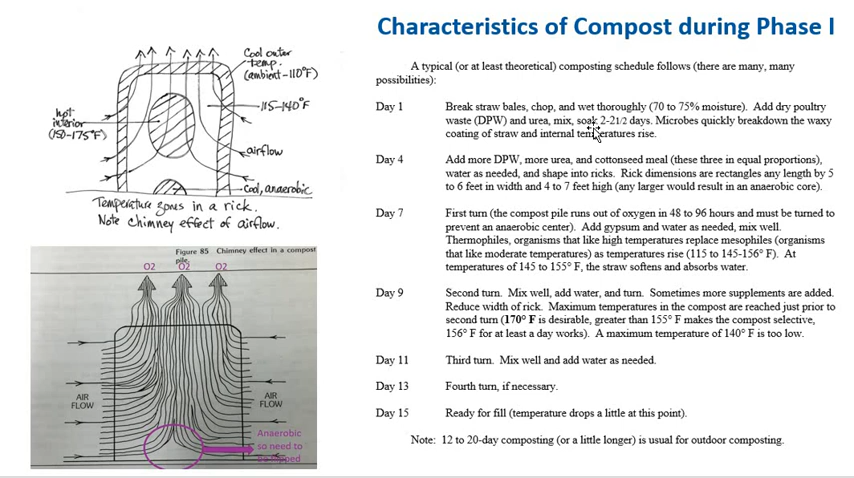 Characteristics of Compost during Phase I
A typical (or at least theoretical) composting schedule follows (there are many, many
possibilities):
Day 1 Break straw bales, chop, and wet thoroughly (70 to 75% moisture). Add dry poultry
waste (DPW) and urea, mix, soak 2-21/2 days. Microbes quickly breakdown the waxy
coating of straw and internal temperatures rise.
Day 4 Add more DPW, more urea, and cottonseed meal (these three in equal proportions),
water as needed, and shape into ricks. Rick dimensions are rectangles any length by 5
to 6 feet in width and 4 to 7 feet high (any larger would result in an anaerobic core).
Day 7 First turn (the compost pile runs out of oxygen in 48 to 96 hours and must be turned to
prevent an anaerobic center). Add gypsum and water as needed, mix well.
Thermophiles, organisms that like high temperatures replace mesophiles (organisms
that like moderate temperatures) as temperatures rise (115 to 145-156° F). At
temperatures of 145 to 155° F, the straw softens and absorbs water.
Day 9 Second turn. Mix well, add water, and turn. Sometimes more supplements are added.
Reduce width of rick. Maximum temperatures in the compost are reached just prior to
second turn (170° F is desirable, greater than 155° F makes the compost selective,
156° F for at least a day works). A maximum temperature of 140° F is too low.
Day 11 Third turn. Mix well and add water as needed.
Day 13 Fourth turn, if necessary.
Day 15 Ready for fill (temperature drops a little at this point).
Note: 12 to 20-day composting (or a little longer) is usual for outdoor composting.
Cool outer
temp.
(ambient-110°F)
115-140°F
hot
interior
(150-175°F)
airflow
cool, anaerobic
Temperature zones in a rick.
Note chimney effect of airflow.
Figure 85 Chimney effect in a compost
pile.
O2 O2 O2
AIR
FLOW
AIR
FLOW
Anaerobic
so need to
be flipped